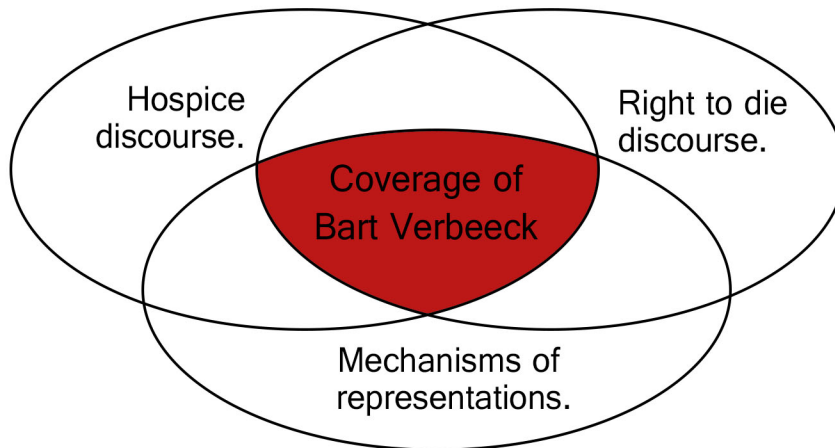 Hospice
discourse.
Right to die
discourse.
Coverage of
Bart Verbeeck
Mechanisms of
representations.